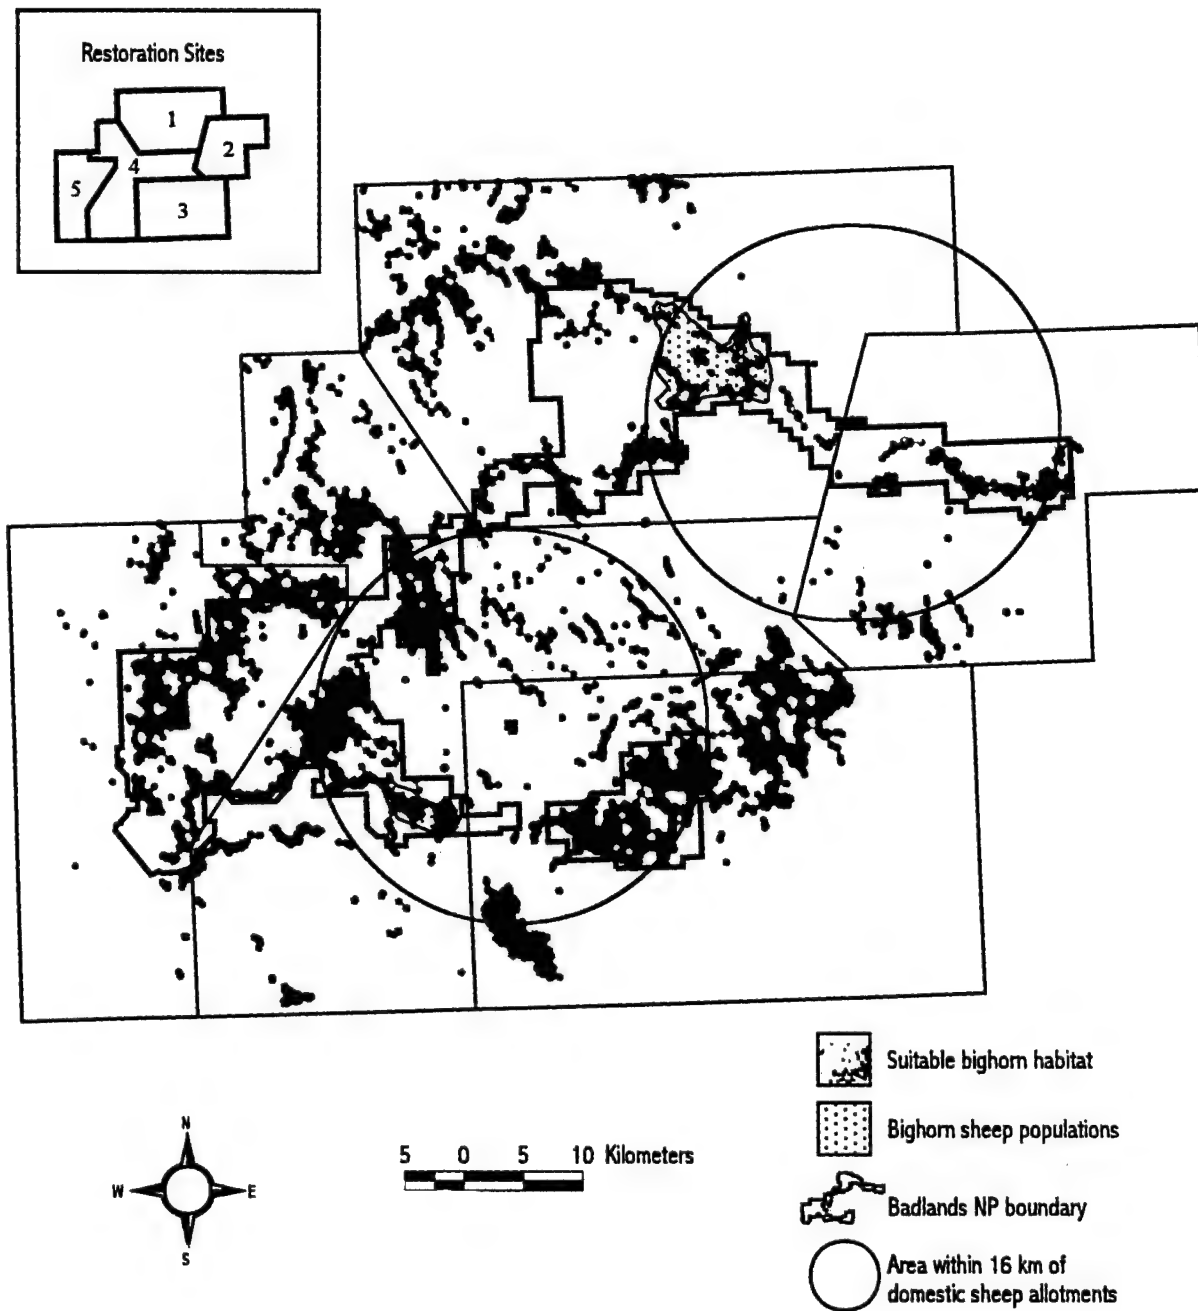 Restoration Sites
1
2
4
5
3
Suitable bighorn habitat
Bighorn sheep populations
Badlands NP boundary
Area within 16 km of
domestic sheep allotments
N
W E
S
5 0 5 10 Kilometers